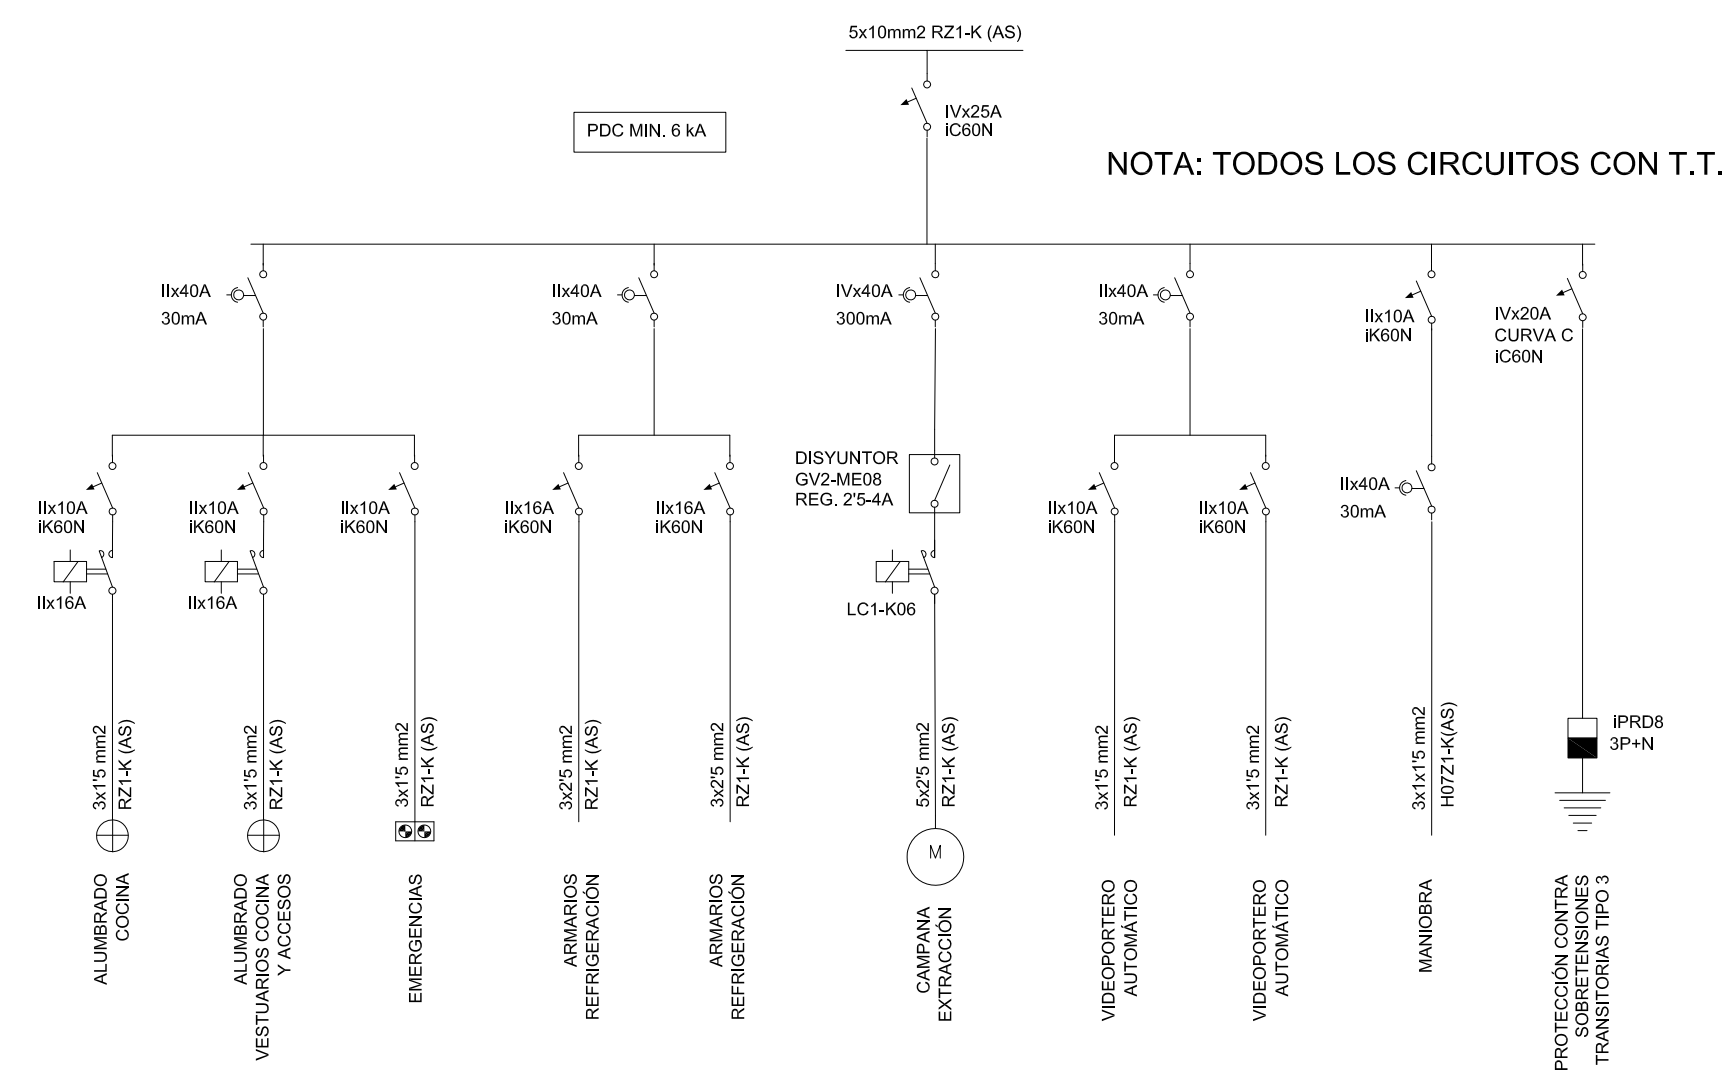 5x10mm2 RZ1-K (AS)
IVx25A
iC60N
PDC MIN. 6 kA
NOTA: TODOS LOS CIRCUITOS CON T.T.
IIx40A
30mA
IIx40A
30mA
IVx40A
300mA
IIx40A
30mA
IIx10A
iK60N
IVx20A
CURVA C
iC60N
IIx10A
iK60N
IIx10A
iK60N
IIx10A
iK60N
IIx16A
iK60N
IIx16A
iK60N
DISYUNTOR
GV2-ME08
REG. 2'5-4A
IIx10A
iK60N
IIx10A
iK60N
IIx40A
30mA
IIx16A
IIx16A
LC1-K06
3x1'5 mm2
RZ1-K (AS)
3x1'5 mm2
RZ1-K (AS)
3x1'5 mm2
RZ1-K (AS)
3x2'5 mm2
RZ1-K (AS)
3x2'5 mm2
RZ1-K (AS)
5x2'5 mm2
RZ1-K (AS)
3x1'5 mm2
RZ1-K (AS)
3x1'5 mm2
RZ1-K (AS)
3x1x1'5 mm2
H07Z1-K(AS)
iPRD8
3P+N
M
ALUMBRADO
COCINA
ALUMBRADO
VESTUARIOS COCINA
Y ACCESOS
EMERGENCIAS
ARMARIOS
REFRIGERACIÓN
ARMARIOS
REFRIGERACIÓN
CAMPANA
EXTRACCIÓN
VIDEOPORTERO
AUTOMÁTICO
VIDEOPORTERO
AUTOMÁTICO
MANIOBRA
PROTECCIÓN CONTRA
SOBRETENSIONES
TRANSITORIAS TIPO 3